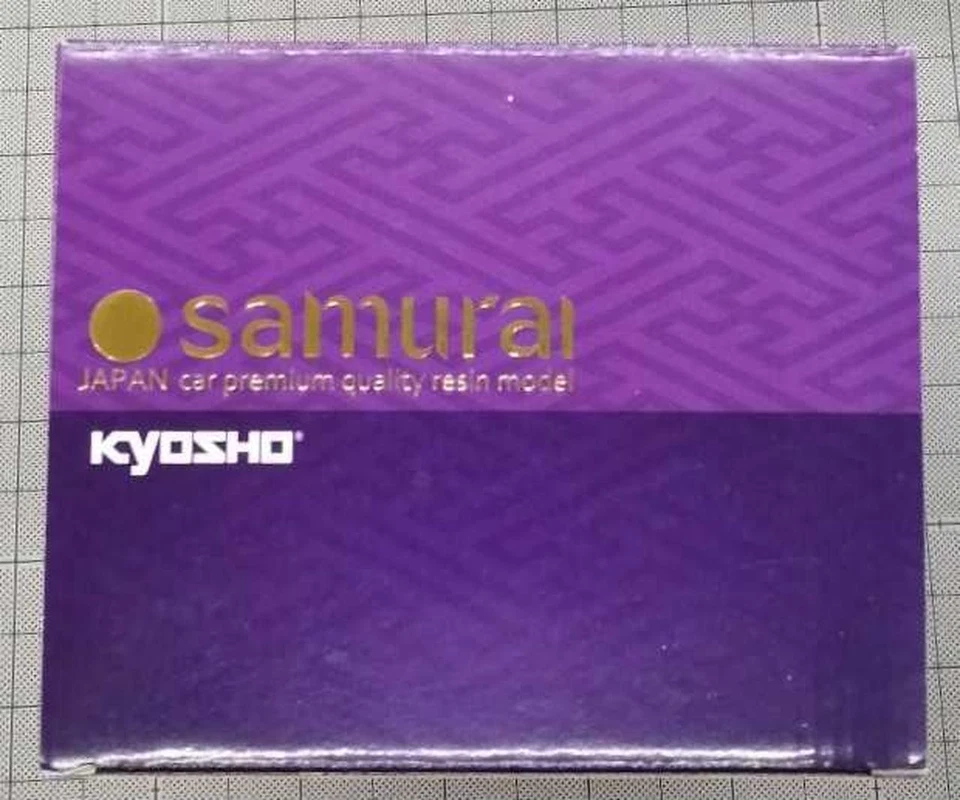 samurai
JAPAN car premium quality resin model
KYOSHO®